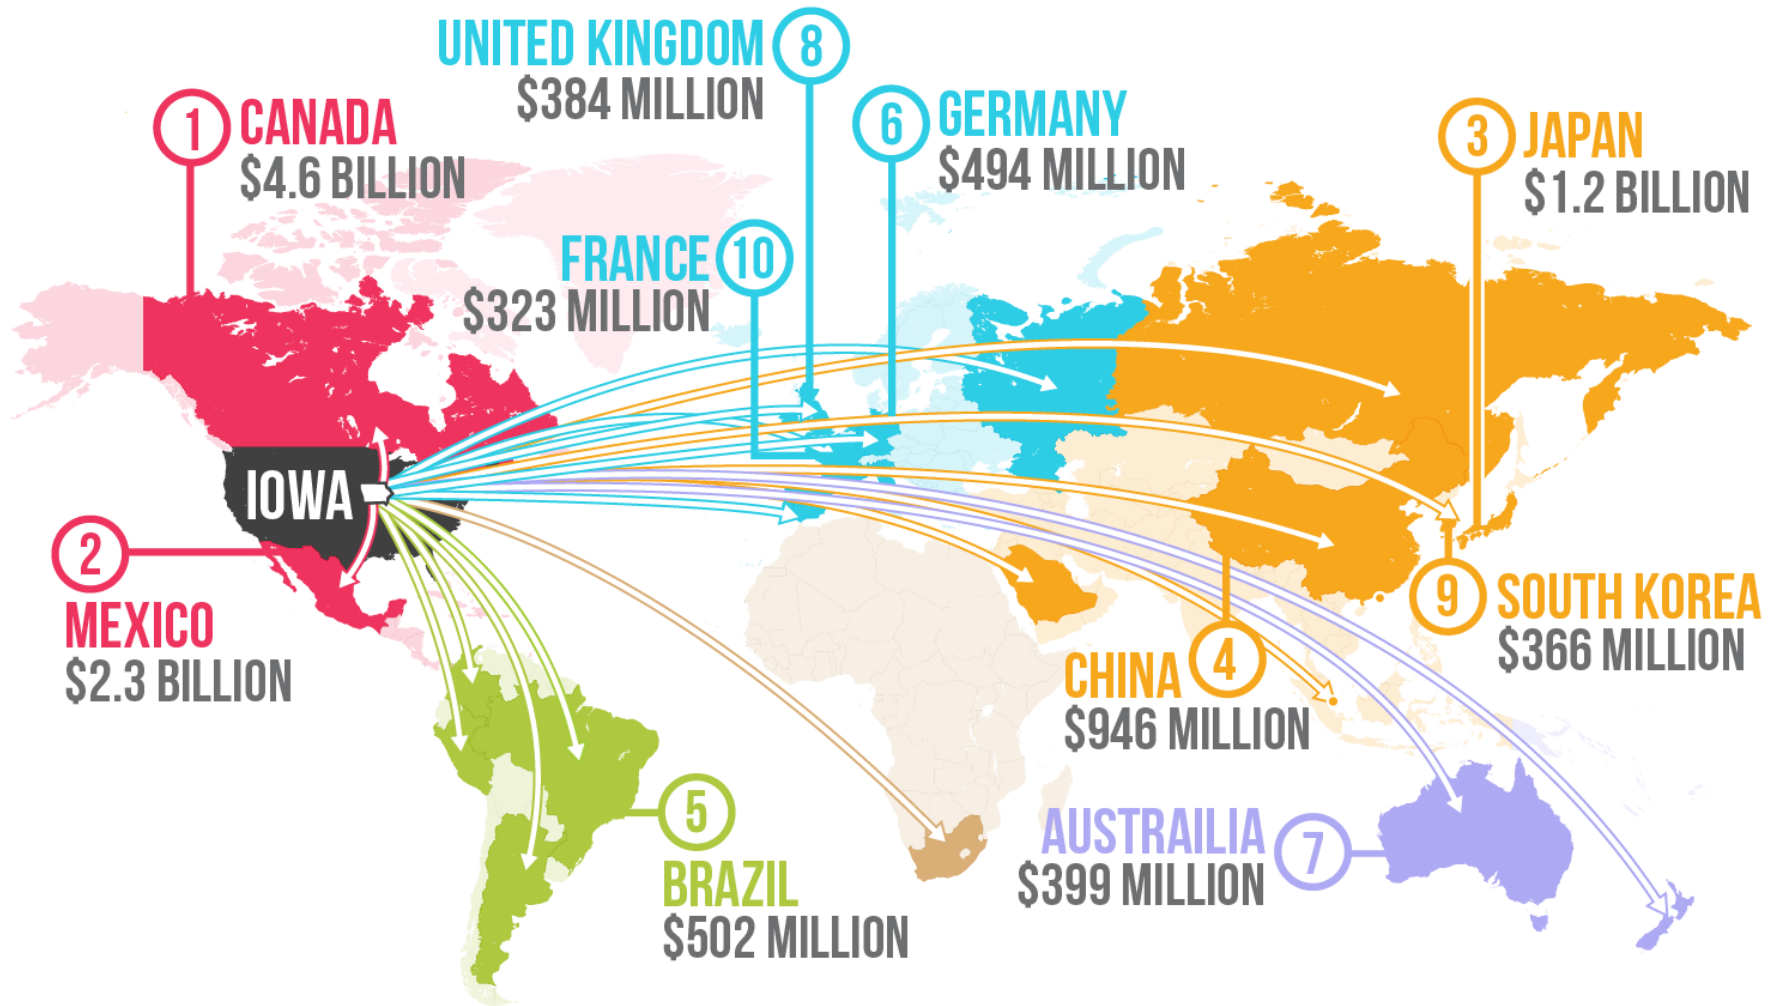 UNITED KINGDOM 8
$384 MILLION
1 CANADA
$4.6 BILLION
6 GERMANY
$494 MILLION
3 JAPAN
$1.2 BILLION
FRANCE 10
$323 MILLION
IOWA
2
MEXICO
$2.3 BILLION
9 SOUTH KOREA
$366 MILLION
CHINA 4
$946 MILLION
5
BRAZIL
$502 MILLION
AUSTRAILIA 7
$399 MILLION